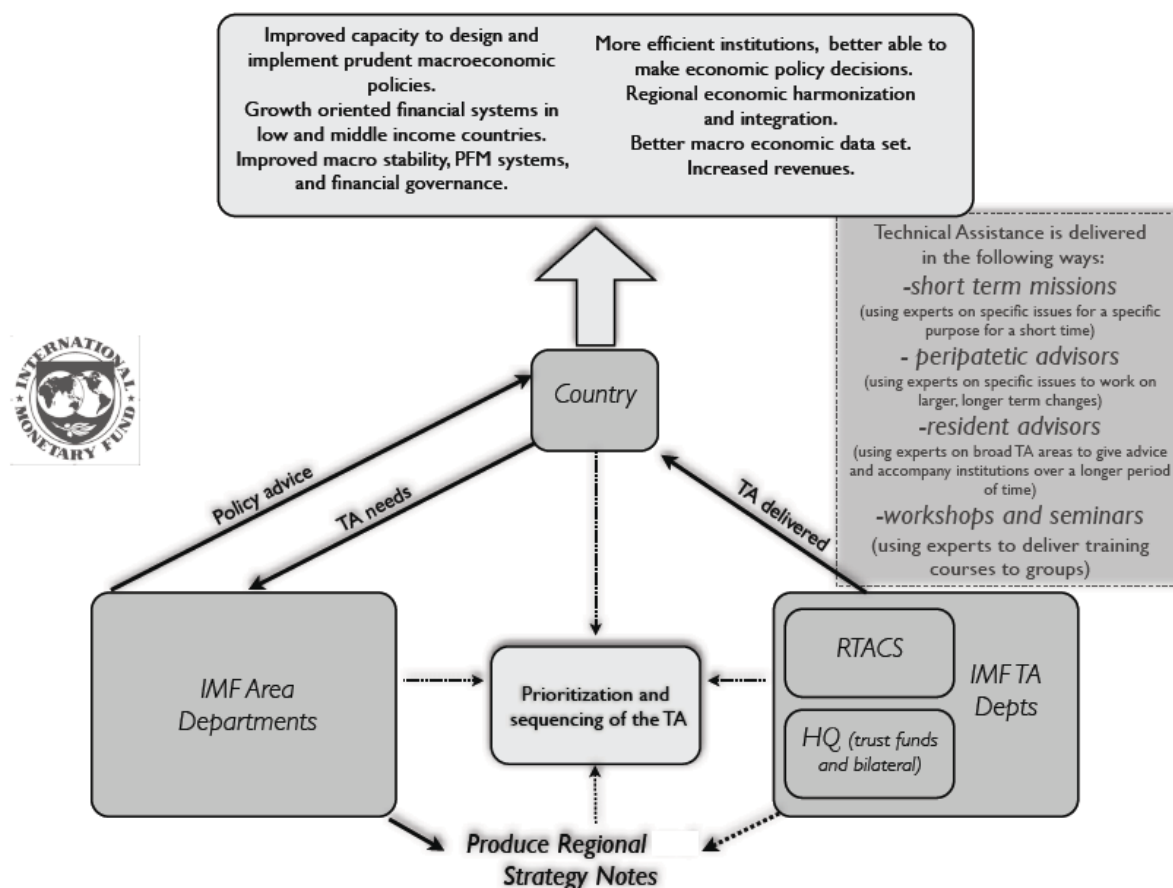 Improved capacity to design and
implement prudent macroeconomic
policies.
Growth oriented financial systems in
low and middle income countries.
Improved macro stability, PFM systems,
and financial governance.
More efficient institutions, better able to
make economic policy decisions.
Regional economic harmonization
and integration.
Better macro economic data set.
Increased revenues.
Technical Assistance is delivered
in the following ways:
-short term missions
(using experts on specific issues for a specific
purpose for a short time)
- peripatetic advisors
(using experts on specific issues to work on
larger, longer term changes)
-resident advisors
(using experts on broad TA areas to give advice
and accompany institutions over a longer period
of time)
-workshops and seminars
(using experts to deliver training
courses to groups)
INTERNATIONAL
MONETARY FUND
Country
Policy advice
TA needs
TA delivered
IMF Area
Departments
Prioritization and
sequencing of the TA
RTACS
HQ (trust funds
and bilateral)
IMF TA
Depts
Produce Regional
Strategy Notes